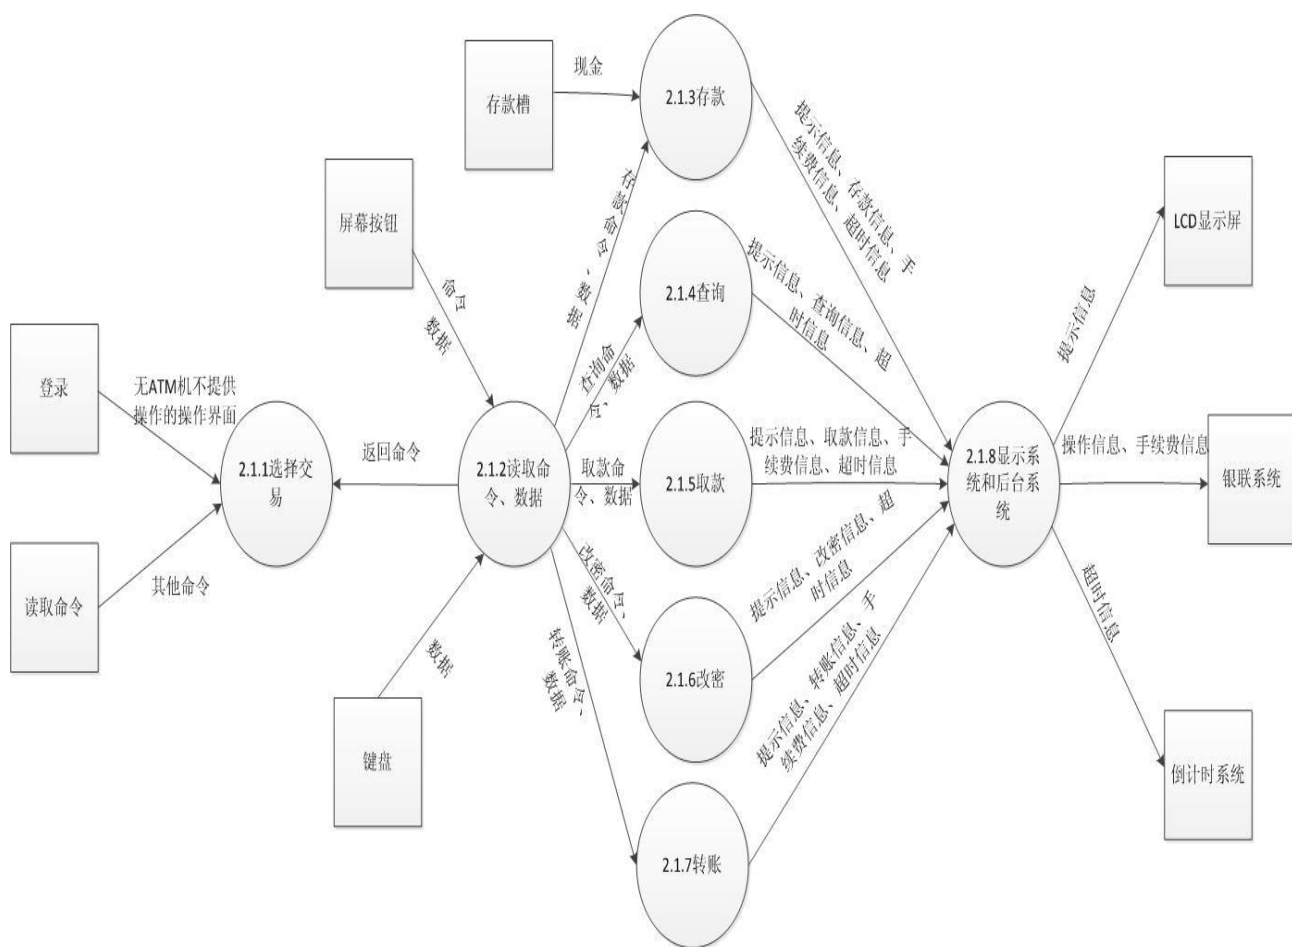 存款槽
现金
2.1.3存款
提示信息、存款信息、手
续费信息、超时信息
屏幕按钮
命令
数据
存款命令、数据
2.1.4查询
提示信息、查询信息、超
时信息
LCD显示屏
提示信息
登录
无ATM机不提供
操作的操作界面
2.1.1选择交
易
返回命令
2.1.2读取命
令、数据
查询命
令、数据
取款命
令、数据
2.1.5取款
提示信息、取款信息、手
续费信息、超时信息
2.1.8显示系
统和后台系
统
操作信息、手续费信息
银联系统
读取命令
其他命令
数据
键盘
改密命令、
数据
2.1.6改密
提示信息、改密信息、超
时信息
转账命令、
数据
2.1.7转账
提示信息、转账信息、手
续费信息、超时信息
超时信息
倒计时系统